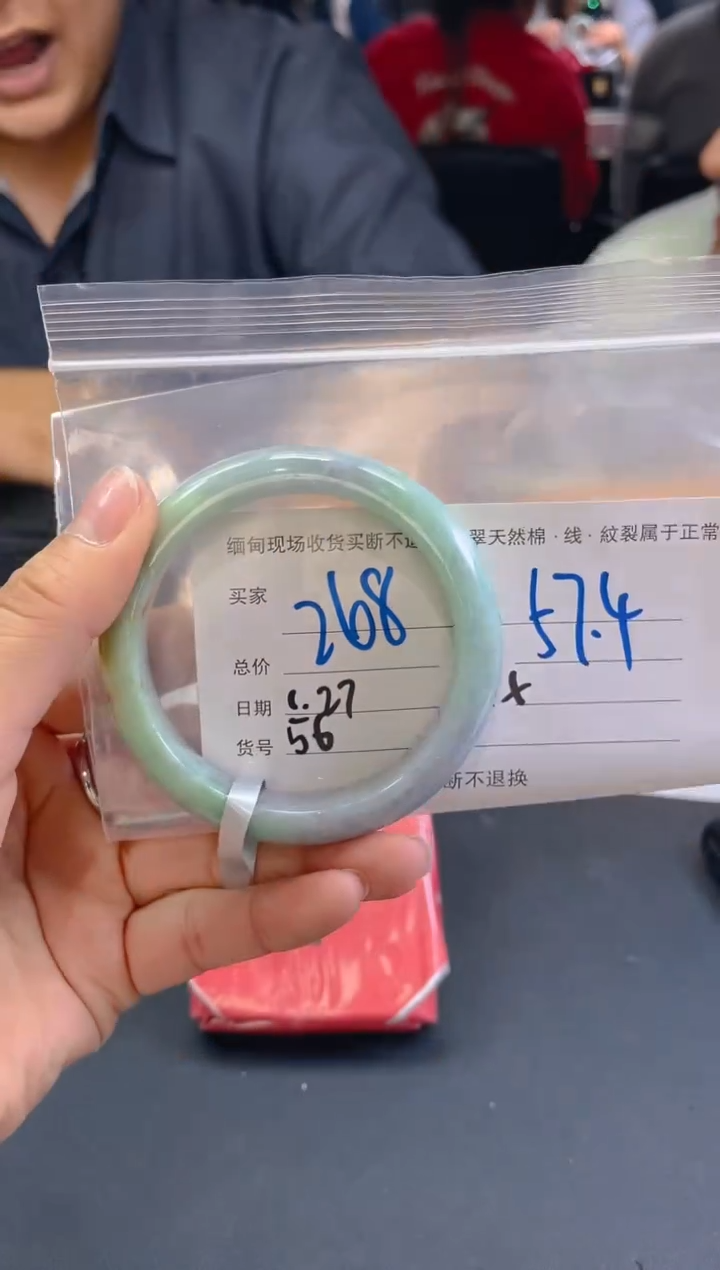 缅甸现场收货买断不退 翠天然棉·线·紋裂属于正常
买家 268 57.4
总价
日期 1.27 x
货号 56
断不退换